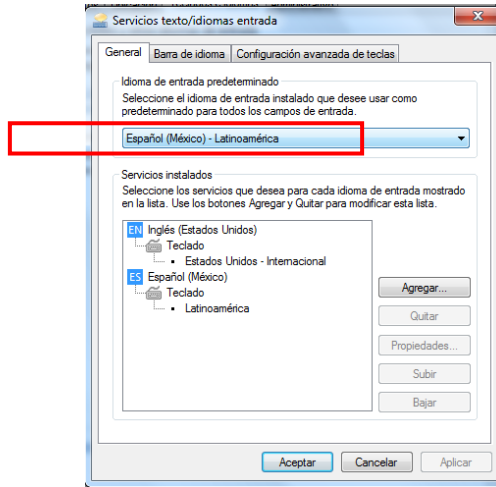 Servicios texto/idiomas entrada
General Barra de idioma Configuración avanzada de teclas
Idioma de entrada predeterminado
Seleccione el idioma de entrada instalado que desee usar como
predeterminado para todos los campos de entrada.
Español (México) - Latinoamérica
Servicios instalados
Seleccione los servicios que desea para cada idioma de entrada mostrado
en la lista. Use los botones Agregar y Quitar para modificar esta lista.
EN Inglés (Estados Unidos)
Teclado
• Estados Unidos - Internacional
ES Español (México)
Teclado
• Latinoamérica
Agregar...
Quitar
Propiedades...
Subir
Bajar
Aceptar Cancelar Aplicar